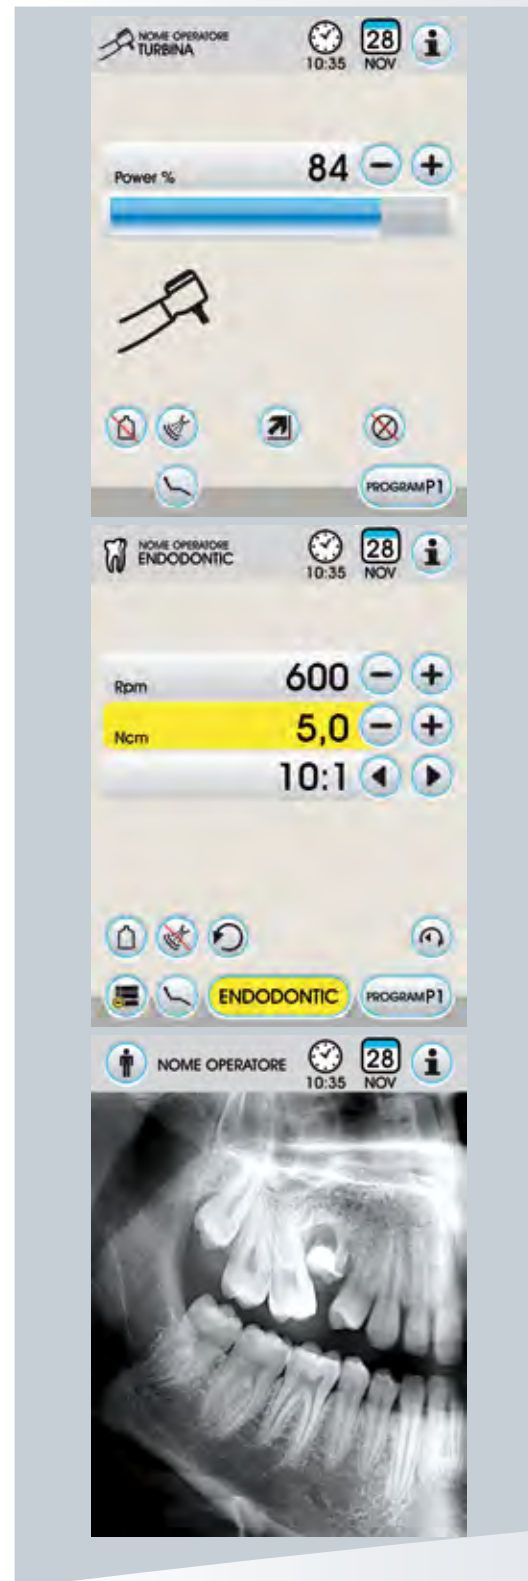 NOME OPERATORE
TURBINA
10:35
28
NOV
i
Power %
84 - +
PROGRAM P1
NOME OPERATORE
ENDODONTIC
10:35
28
NOV
i
Rpm
600 - +
Ncm
5,0 - +
10:1
ENDODONTIC
PROGRAM P1
NOME OPERATORE
10:35
28
NOV
i